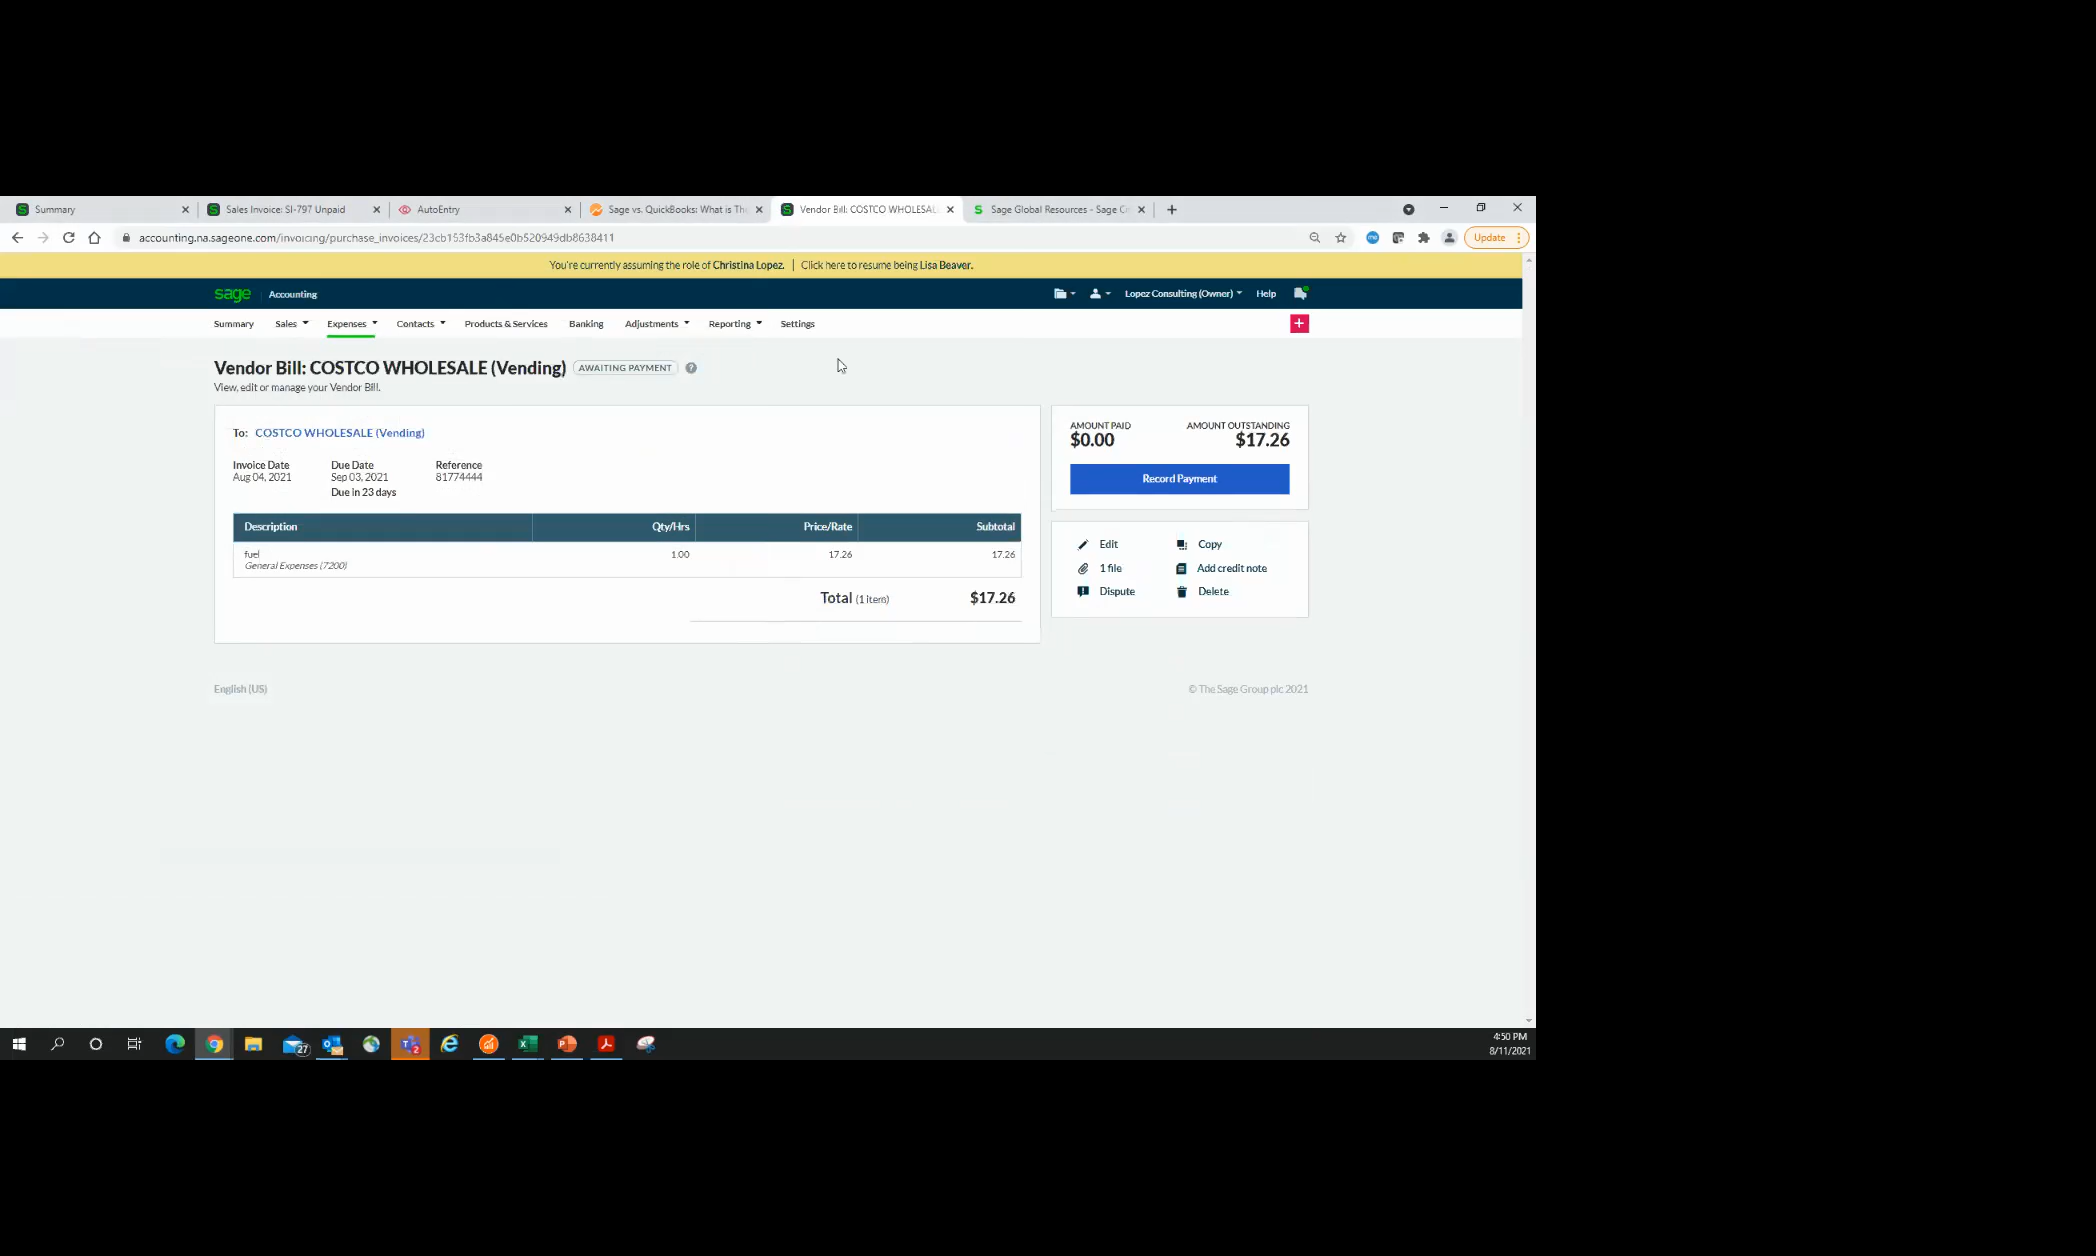 Summary
Sales Invoice: SI-797 Unpaid
AutoEntry
Sage vs. QuickBooks: What is Th
Vendor Bill: COSTCO WHOLESAL
Sage Global Resources - Sage C
accounting.na.sageone.com/invoicing/purchase_invoices/23cb153fb3a845e0b520949db8638411
Update
You're currently assuming the role of Christina Lopez. | Click here to resume being Lisa Beaver.
sage Accounting
Lopez Consulting (Owner)
Help
Summary Sales Expenses Contacts Products & Services Banking Adjustments Reporting Settings
Vendor Bill: COSTCO WHOLESALE (Vending) AWAITING PAYMENT ?
View, edit or manage your Vendor Bill.
To: COSTCO WHOLESALE (Vending)
Invoice Date Due Date Reference
Aug 04, 2021 Sep 03, 2021 81774444
Due in 23 days
Description Qty/Hrs Price/Rate Subtotal
fuel 1.00 17.26 17.26
General Expenses (7200)
Total (1 item) $17.26
AMOUNT PAID AMOUNT OUTSTANDING
$0.00 $17.26
Record Payment
Edit Copy
1 file Add credit note
Dispute Delete
English (US)
© The Sage Group plc 2021
27
2
4:50 PM
8/11/2021